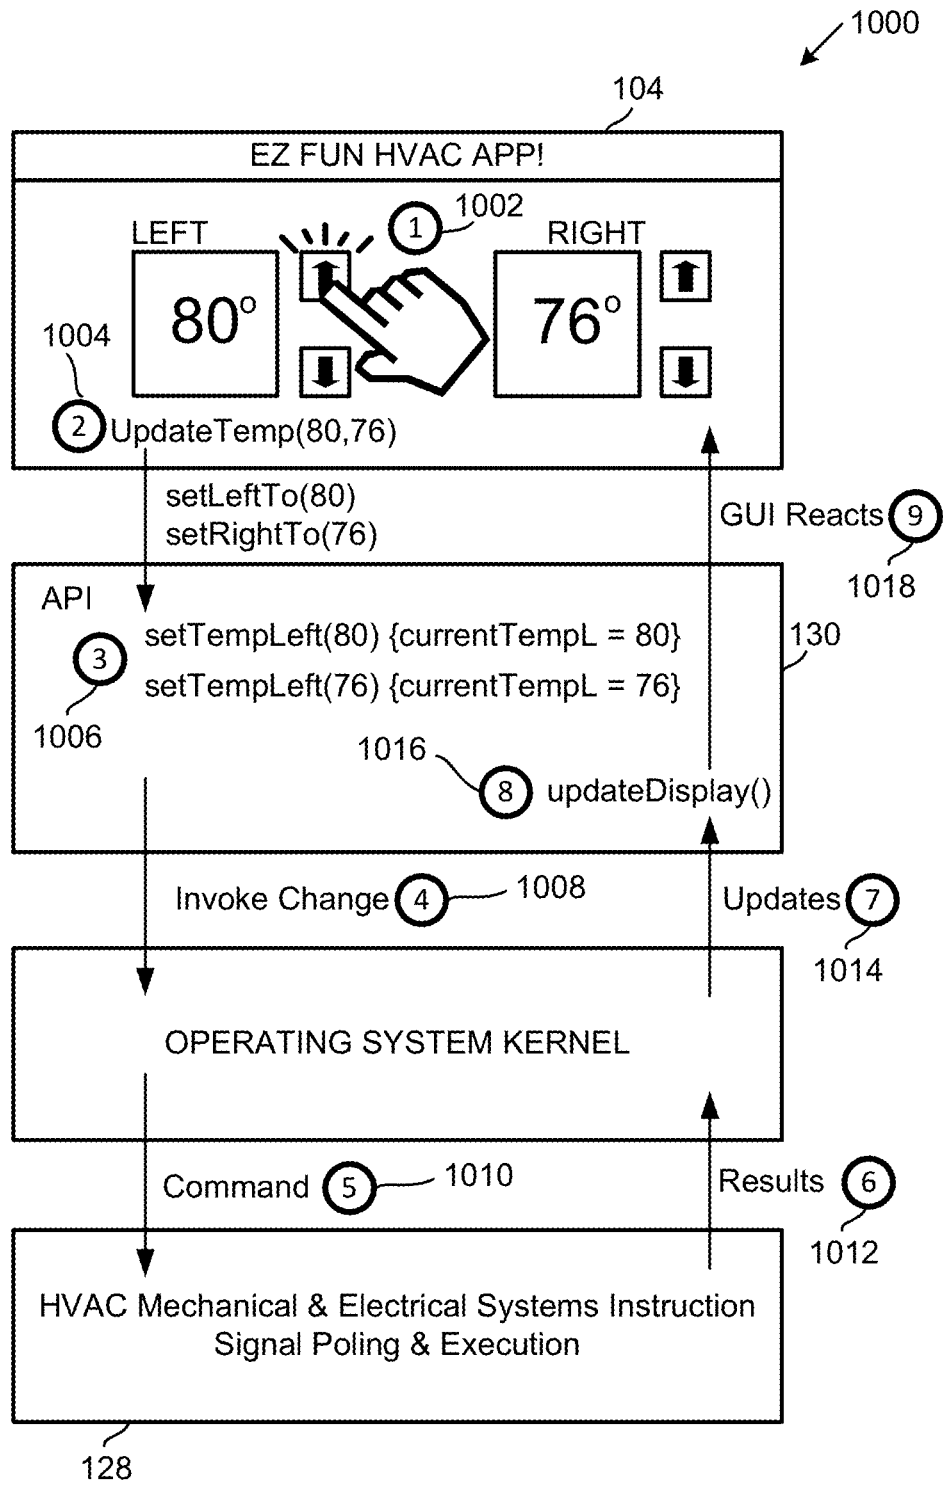 1000
104
EZ FUN HVAC APP!
1 1002
LEFT RIGHT
80° 76°
1004
2 UpdateTemp(80,76)
setLeftTo(80)
setRightTo(76)
GUI Reacts 9
1018
API
130
3 setTempLeft(80) {currentTempL = 80}
setTempLeft(76) {currentTempL = 76}
1006
1016
8 updateDisplay()
Invoke Change 4 1008
Updates 7
1014
OPERATING SYSTEM KERNEL
Command 5 1010
Results 6
1012
HVAC Mechanical & Electrical Systems Instruction
Signal Poling & Execution
128